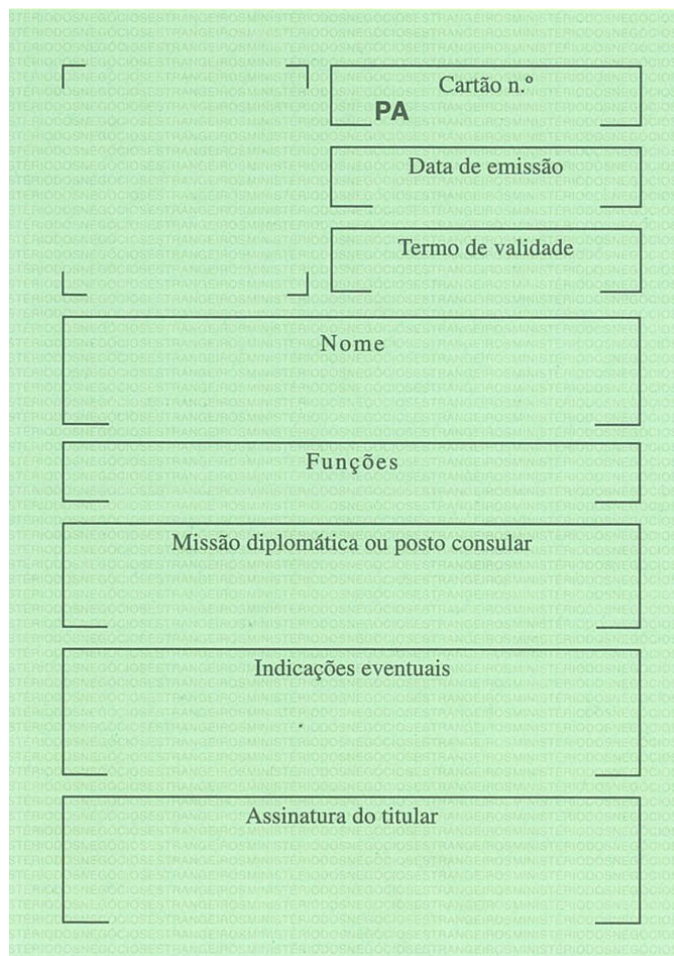 Cartão n.º
PA
Data de emissão
Termo de validade
Nome
Funções
Missão diplomática ou posto consular
Indicações eventuais
Assinatura do titular